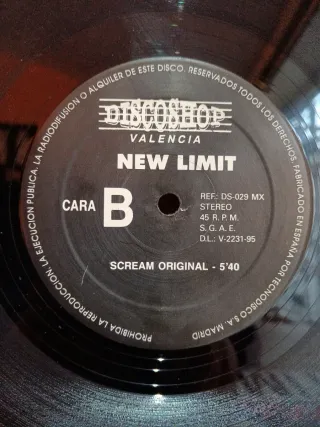 DISCOSHOP
VALENCIA
NEW LIMIT
CARA B
REF.: DS-029 MX
STEREO
45 R.P.M.
S.G.A.E.
D.L.: V-2231-95
SCREAM ORIGINAL - 5'40
PROHIBIDA LA REPRODUCCION, LA EJECUCION PUBLICA, LA RADIODIFUSION O ALQUILER DE ESTE DISCO. RESERVADOS TODOS LOS DERECHOS. FABRICADO EN ESPAÑA POR TECNODISCO S.A. MADRID